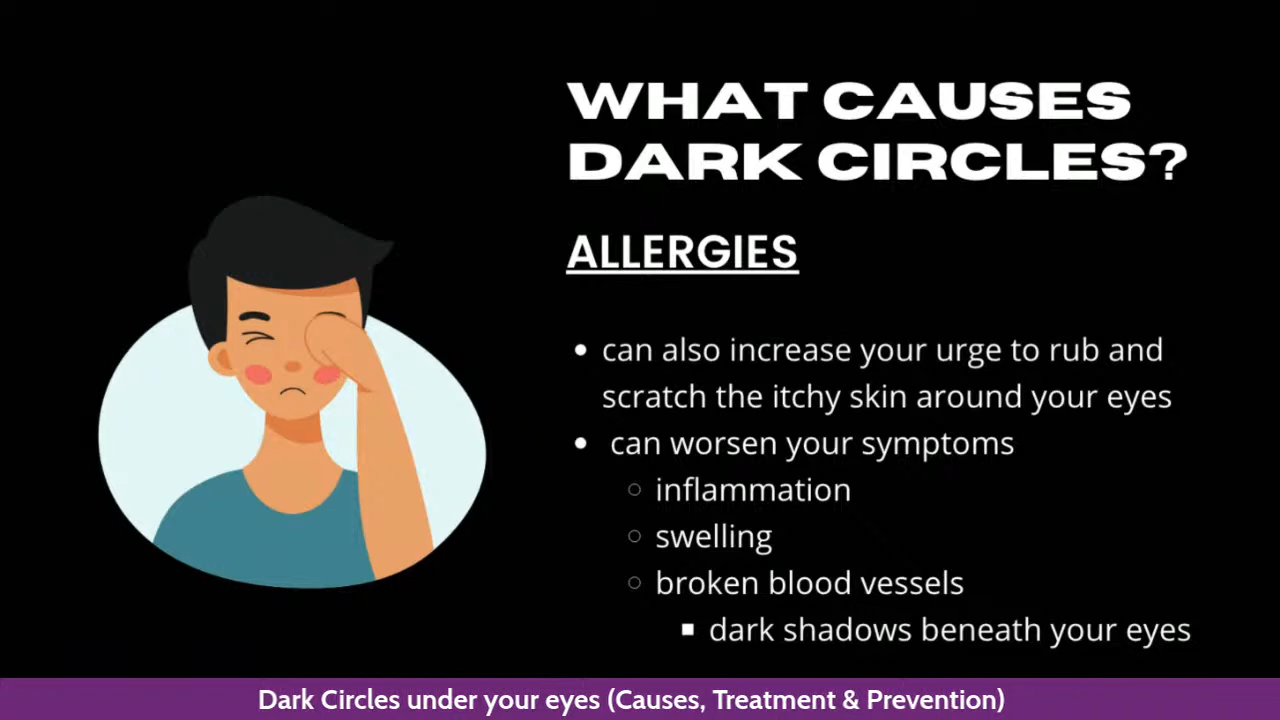 WHAT CAUSES
DARK CIRCLES?
ALLERGIES
• can also increase your urge to rub and
scratch the itchy skin around your eyes
• can worsen your symptoms
○ inflammation
○ swelling
○ broken blood vessels
■ dark shadows beneath your eyes
Dark Circles under your eyes (Causes, Treatment & Prevention)